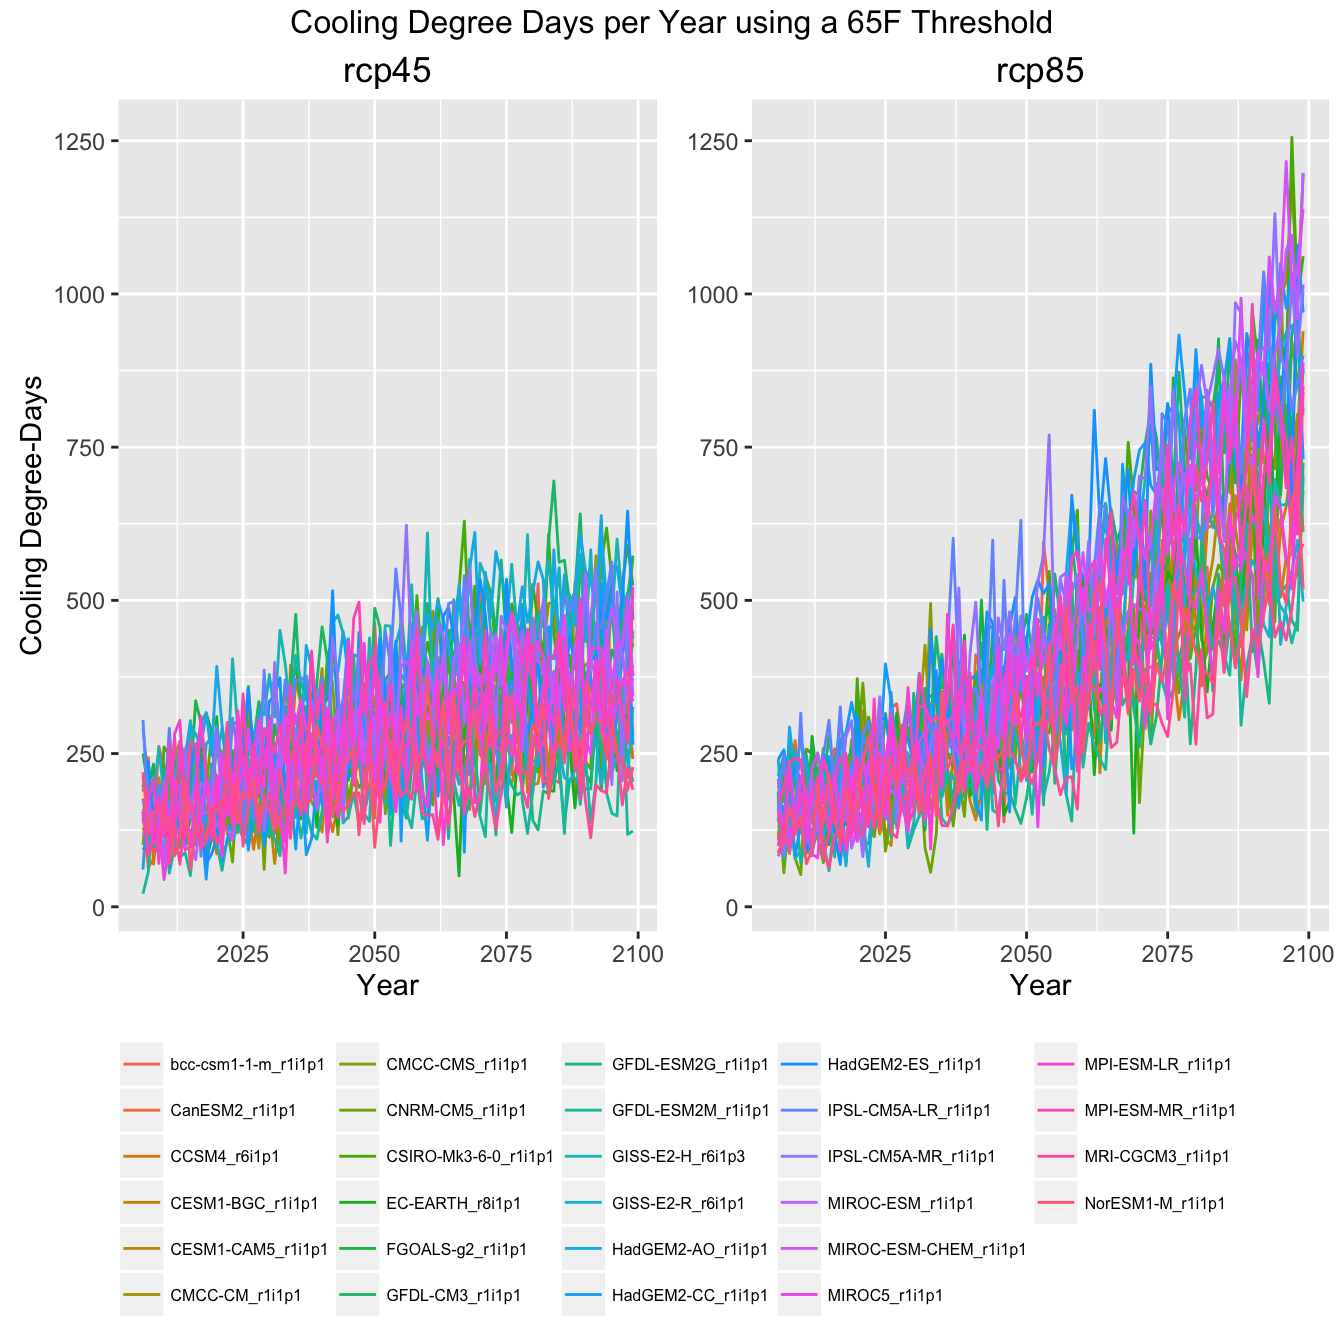 Cooling Degree Days per Year using a 65F Threshold
rcp45
rcp85
Cooling Degree-Days
1250
1000
750
500
250
0
2025 2050 2075 2100
Year
1250
1000
750
500
250
0
2025 2050 2075 2100
Year
bcc-csm1-1-m_r1i1p1
CanESM2_r1i1p1
CCSM4_r6i1p1
CESM1-BGC_r1i1p1
CESM1-CAM5_r1i1p1
CMCC-CM_r1i1p1
CMCC-CMS_r1i1p1
CNRM-CM5_r1i1p1
CSIRO-Mk3-6-0_r1i1p1
EC-EARTH_r8i1p1
FGOALS-g2_r1i1p1
GFDL-CM3_r1i1p1
GFDL-ESM2G_r1i1p1
GFDL-ESM2M_r1i1p1
GISS-E2-H_r6i1p3
GISS-E2-R_r6i1p1
HadGEM2-AO_r1i1p1
HadGEM2-CC_r1i1p1
HadGEM2-ES_r1i1p1
IPSL-CM5A-LR_r1i1p1
IPSL-CM5A-MR_r1i1p1
MIROC-ESM_r1i1p1
MIROC-ESM-CHEM_r1i1p1
MIROC5_r1i1p1
MPI-ESM-LR_r1i1p1
MPI-ESM-MR_r1i1p1
MRI-CGCM3_r1i1p1
NorESM1-M_r1i1p1